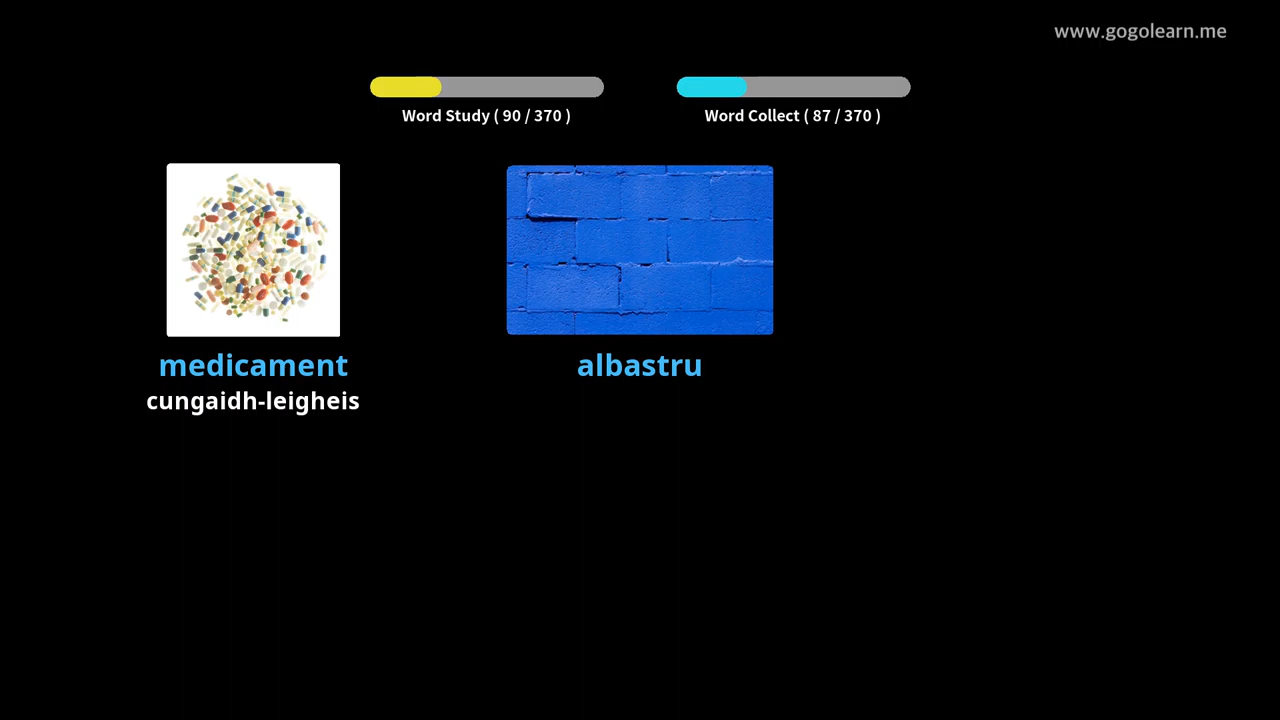 www.gogolearn.me
Word Study ( 90 / 370 )
Word Collect ( 87 / 370 )
medicament
cungaidh-leigheis
albastru